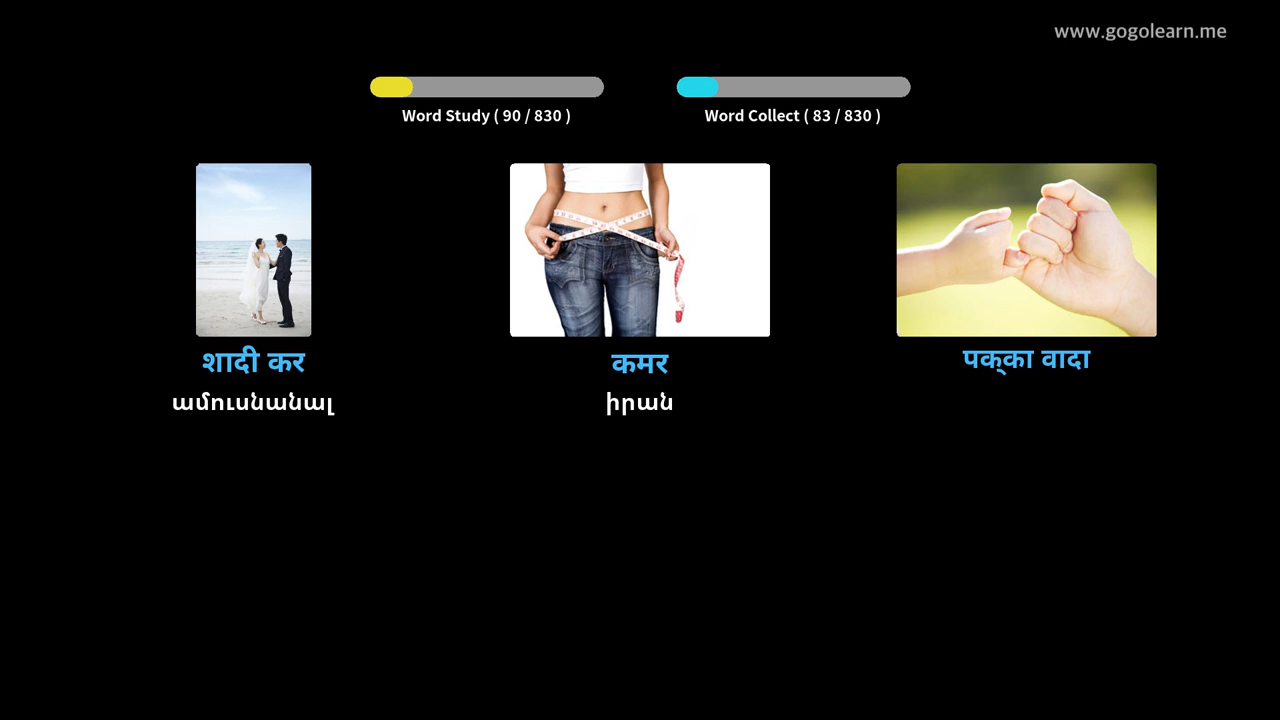 www.gogolearn.me
Word Study ( 90 / 830 )
Word Collect ( 83 / 830 )
शादी कर
कमर
पक्‌का वादा
ամուսնանալ
իրան